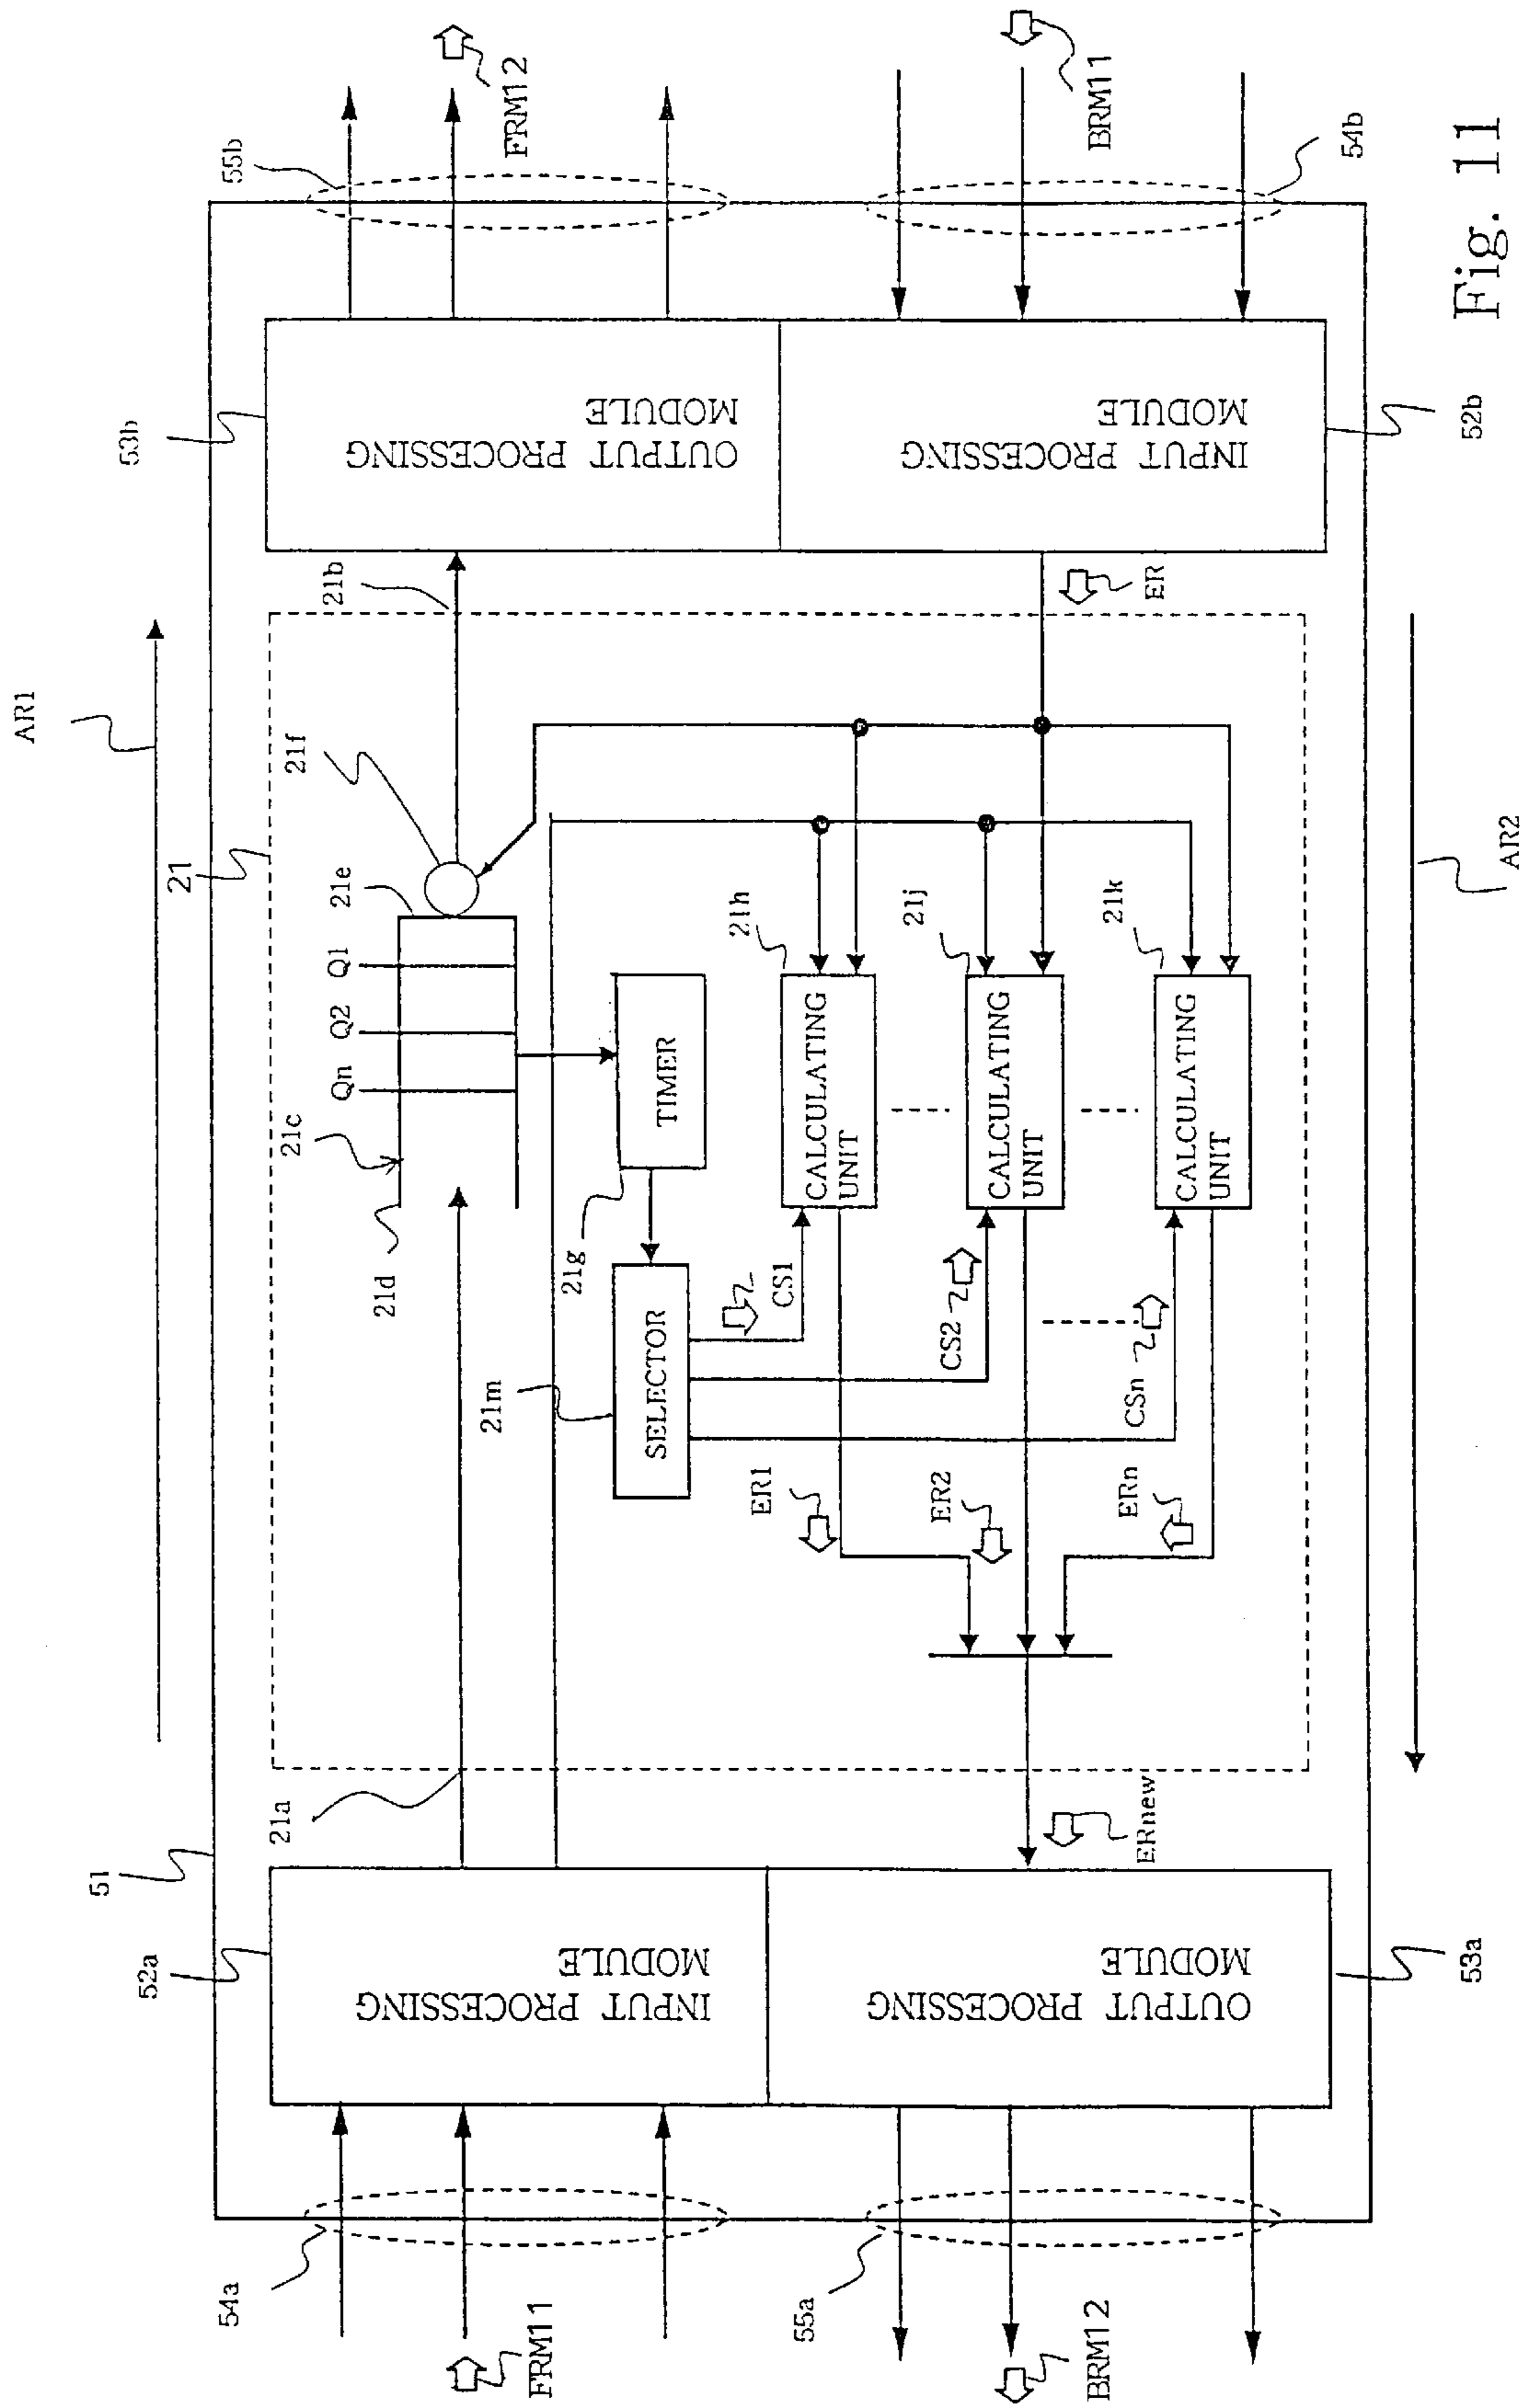 AR1
51
21
54a
52a
21a
21d
21c
Qn
Q2
Q1
21e
21f
21b
53b
55b
FRM11
FRM12
INPUT PROCESSING
MODULE
OUTPUT PROCESSING
MODULE
21g
TIMER
21m
SELECTOR
CS1
21h
CALCULATING
UNIT
ER1
CS2
21j
CALCULATING
UNIT
ER2
CSn
21k
CALCULATING
UNIT
ERn
ER
ERnew
OUTPUT PROCESSING
MODULE
INPUT PROCESSING
MODULE
BRM11
BRM12
55a
53a
52b
54b
AR2
Fig. 11